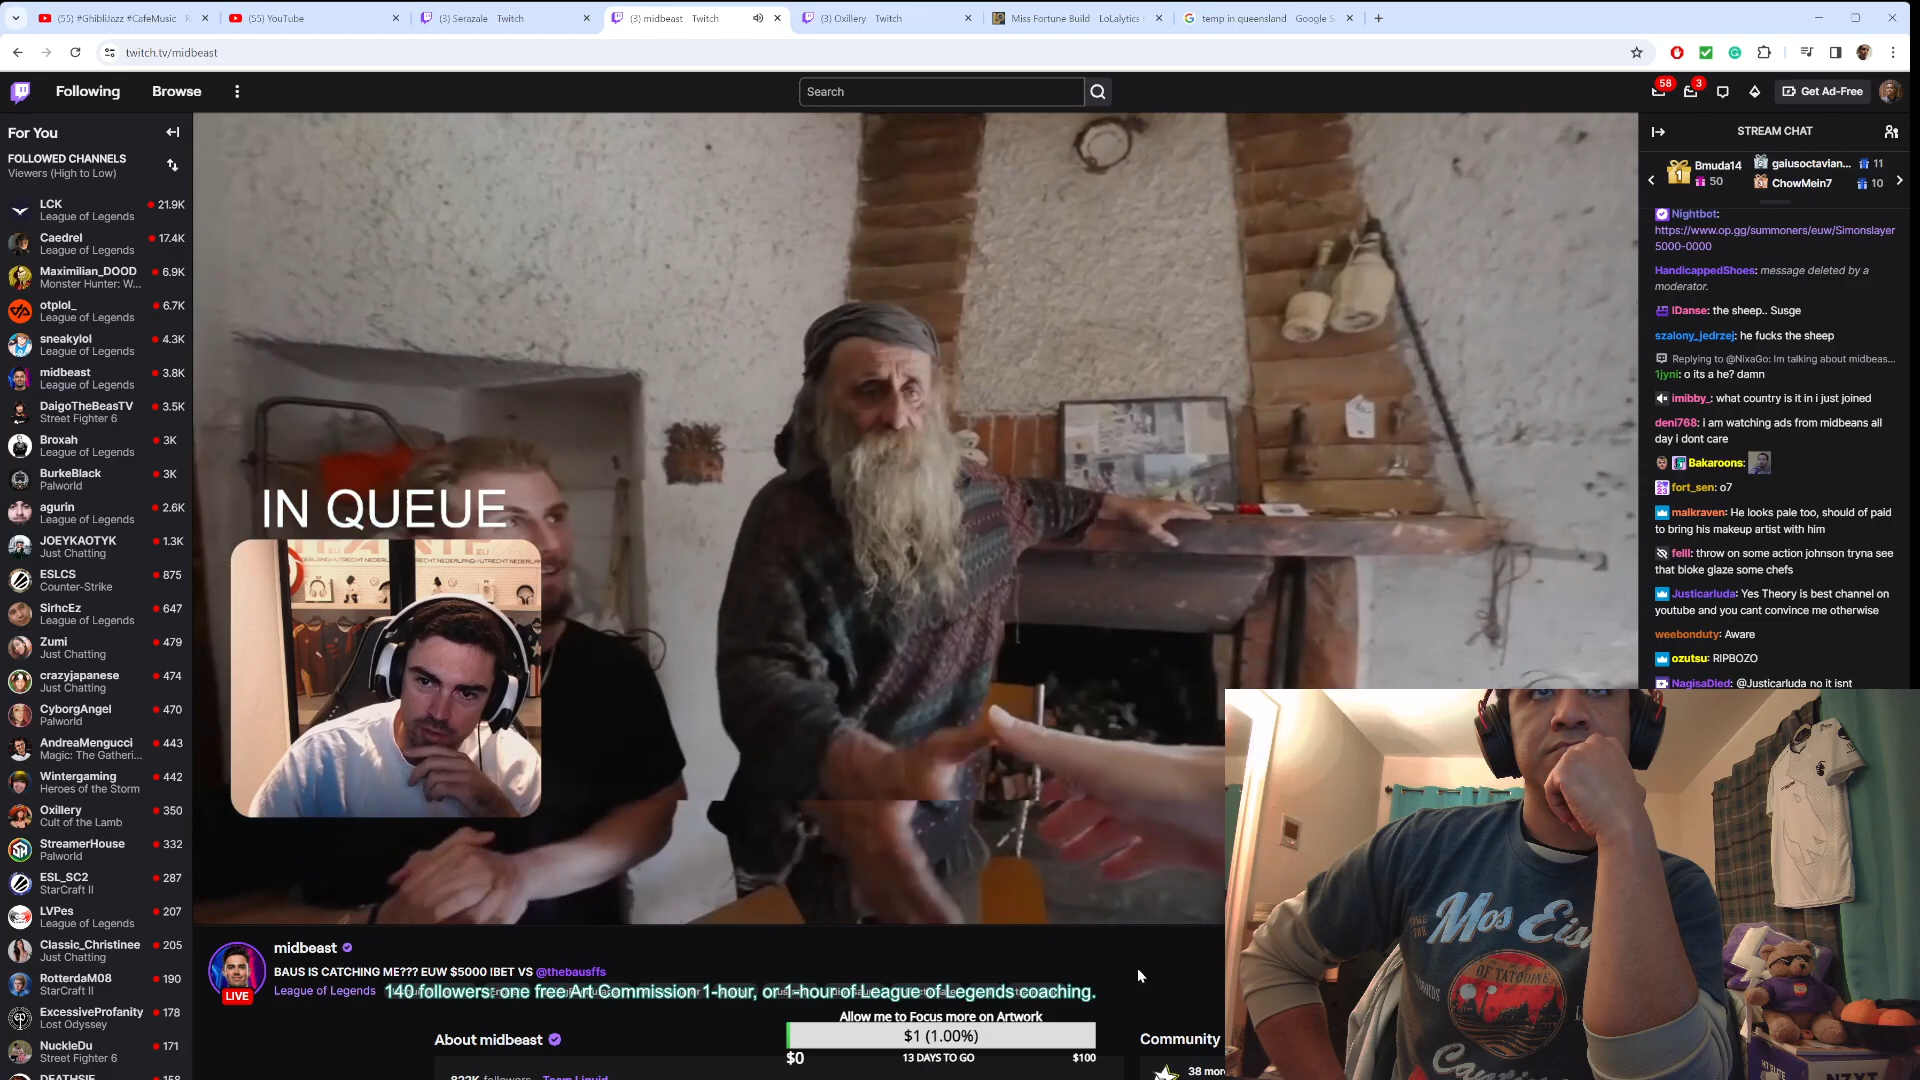 (55) #GhibliJazz #CafeMusic
(55) YouTube
(3) Serazale - Twitch
(3) midbeast - Twitch
(3) Oxillery - Twitch
Miss Fortune Build
LoLalytics
temp in queensland - Google S
twitch.tv/midbeast
Following
Browse
Search
58
3
Get Ad-Free
For You
FOLLOWED CHANNELS
Viewers (High to Low)
LCK
21.9K
League of Legends
Caedrel
17.4K
League of Legends
Maximilian_DOOD
6.9K
Monster Hunter: W...
otplol_
6.7K
League of Legends
sneakylol
4.3K
League of Legends
midbeast
3.8K
League of Legends
DaigoTheBeasTV
3.5K
Street Fighter 6
Broxah
3K
League of Legends
BurkeBlack
3K
Palworld
agurin
2.6K
League of Legends
JOEYKAOTYK
1.3K
Just Chatting
ESLCS
875
Counter-Strike
SirhcEz
647
League of Legends
Zumi
479
Just Chatting
crazyjapanese
474
Just Chatting
CyborgAngel
470
Palworld
AndreaMengucci
443
Magic: The Gatheri...
Wintergaming
442
Heroes of the Storm
Oxillery
350
Cult of the Lamb
StreamerHouse
332
Palworld
ESL_SC2
287
StarCraft II
LVPes
207
League of Legends
Classic_Christinee
205
Just Chatting
RotterdaM08
190
StarCraft II
ExcessiveProfanity
178
Lost Odyssey
NuckleDu
171
Street Fighter 6
IN QUEUE
midbeast
BAUS IS CATCHING ME??? EUW $5000 !BET VS @thebausffs
League of Legends
LIVE
140 followers: one free Art Commission 1-hour, or 1-hour of League of Legends coaching.
Allow me to Focus more on Artwork
$1 (1.00%)
$0
13 DAYS TO GO
$100
About midbeast
Community
38 more
822K followers
Team Liquid
STREAM CHAT
Bmuda14
50
gaiusoctavian...
11
ChowMein7
10
Nightbot:
https://www.op.gg/summoners/euw/Simonslayer
5000-0000
HandicappedShoes: message deleted by a
moderator.
IDanse: the sheep.. Susge
szalony_jedrzej: he fucks the sheep
Replying to @NixaGo: Im talking about midbeas...
1jyni: o its a he? damn
imibby_: what country is it in i just joined
deni768: i am watching ads from midbeans all
day i dont care
Bakaroons:
fort_sen: o7
malkraven: He looks pale too, should of paid
to bring his makeup artist with him
felll: throw on some action johnson tryna see
that bloke glaze some chefs
Justicarluda: Yes Theory is best channel on
youtube and you cant convince me otherwise
weebonduty: Aware
ozutsu: RIPBOZO
NagisaDied: @Justicarluda no it isnt
Mos Eis
OF TATOOINE
NZXT